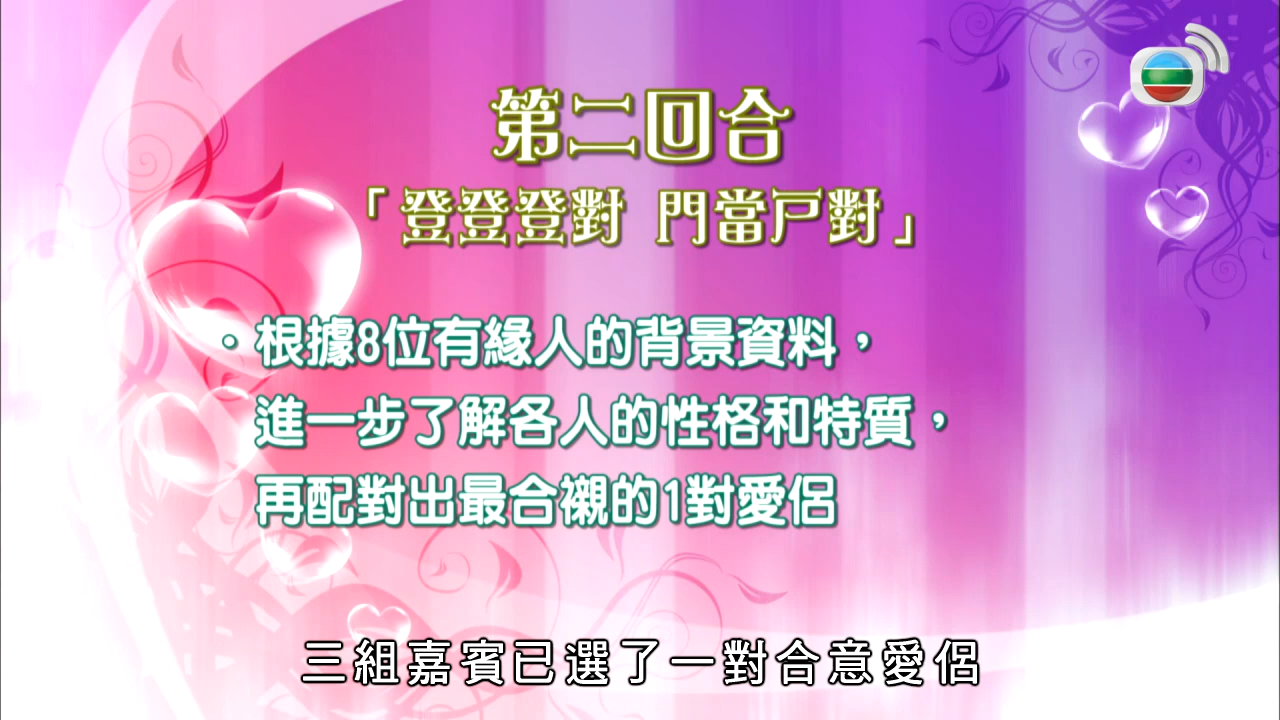 第二回合
「登登登對 門當戶對」
·根據8位有緣人的背景資料，
進一步了解各人的性格和特質，
再配對出最合襯的1對愛侶
三組嘉賓已選了一對合意愛侶